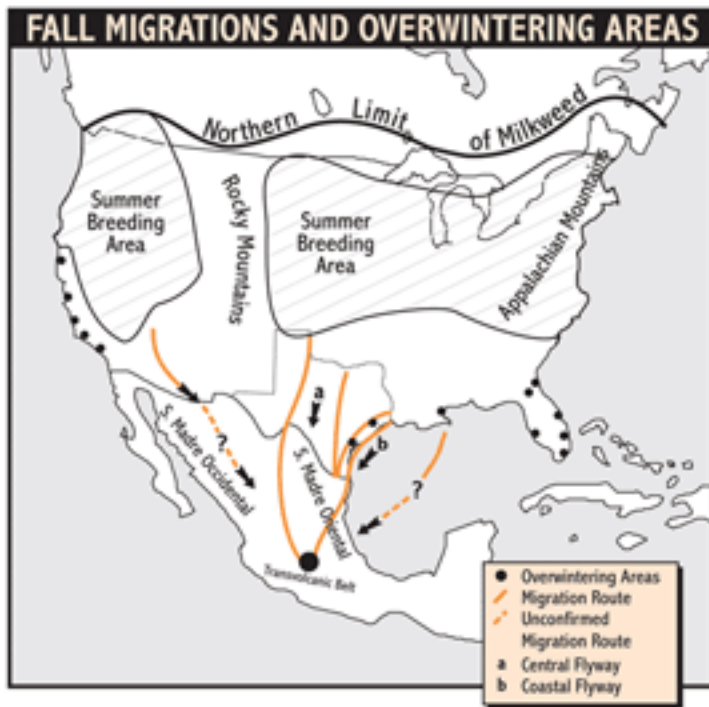 FALL MIGRATIONS AND OVERWINTERING AREAS
Northern Limit of Milkweed
Summer
Breeding
Area
Rocky Mountains
Summer
Breeding
Area
Appalachian Mountains
a
S. Madre Occidental
?
S. Madre Oriental
b
?
Transvolcanic Belt
Overwintering Areas
Migration Route
Unconfirmed
Migration Route
a Central Flyway
b Coastal Flyway